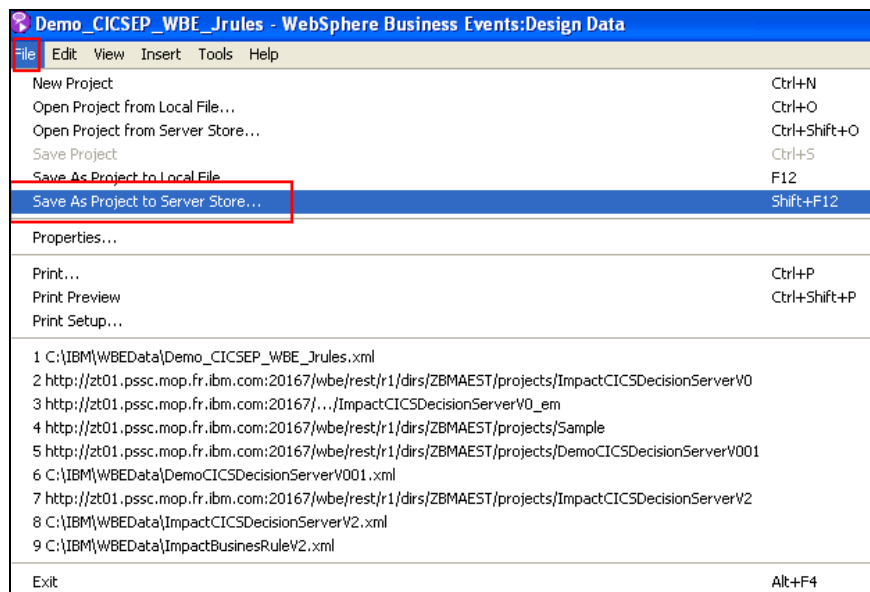 Demo_CICSEP_WBE_Jrules - WebSphere Business Events:Design Data
File Edit View Insert Tools Help
New Project Ctrl+N
Open Project from Local File... Ctrl+O
Open Project from Server Store... Ctrl+Shift+O
Save Project Ctrl+S
Save As Project to Local File F12
Save As Project to Server Store... Shift+F12
Properties...
Print... Ctrl+P
Print Preview Ctrl+Shift+P
Print Setup...
1 C:\IBM\WBEData\Demo_CICSEP_WBE_Jrules.xml
2 http://zt01.pssc.mop.fr.ibm.com:20167/wbe/rest/r1/dirs/ZBMAEST/projects/ImpactCICSDecisionServerV0
3 http://zt01.pssc.mop.fr.ibm.com:20167/.../ImpactCICSDecisionServerV0_em
4 http://zt01.pssc.mop.fr.ibm.com:20167/wbe/rest/r1/dirs/ZBMAEST/projects/Sample
5 http://zt01.pssc.mop.fr.ibm.com:20167/wbe/rest/r1/dirs/ZBMAEST/projects/DemoCICSDecisionServerV001
6 C:\IBM\WBEData\DemoCICSDecisionServerV001.xml
7 http://zt01.pssc.mop.fr.ibm.com:20167/wbe/rest/r1/dirs/ZBMAEST/projects/ImpactCICSDecisionServerV2
8 C:\IBM\WBEData\ImpactCICSDecisionServerV2.xml
9 C:\IBM\WBEData\ImpactBusinesRuleV2.xml
Exit Alt+F4